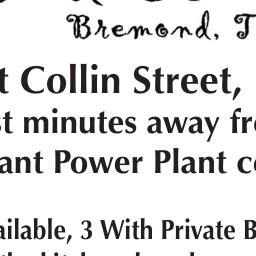 Bremond, T
t Collin Street,
st minutes away fr
ant Power Plant c
ailable, 3 With Private B